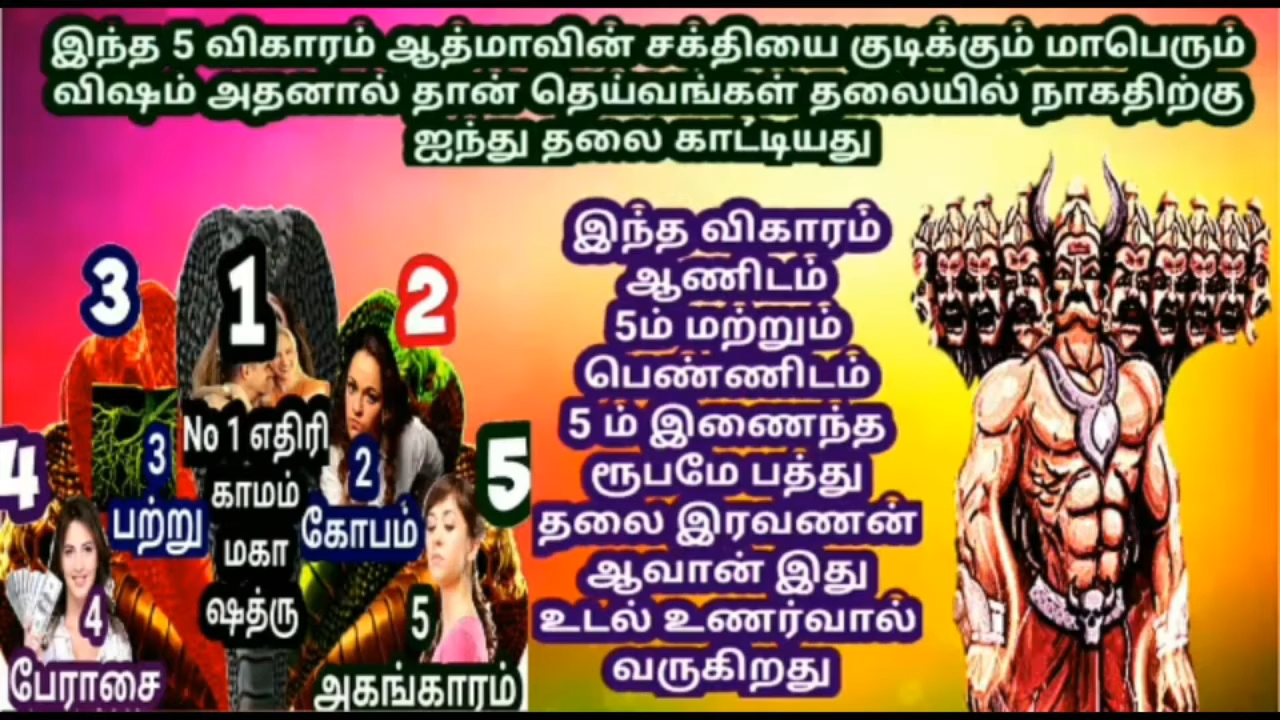 இந்த 5 விகாரம் ஆத்மாவின் சக்தியை குடிக்கும் மாபெரும்
விஷம் அதனால் தான் தெய்வங்கள் தலையில் நாகதிற்கு
ஐந்து தலை காட்டியது
3
1
2
4
5
No 1 எதிரி
காமம்
மகா
ஷத்ரு
3
பற்று
2
கோபம்
4
பேராசை
5
அகங்காரம்
இந்த விகாரம்
ஆணிடம்
5ம் மற்றும்
பெண்ணிடம்
5 ம் இணைந்த
ரூபமே பத்து
தலை இரவணன்
ஆவான் இது
உடல் உணர்வால்
வருகிறது